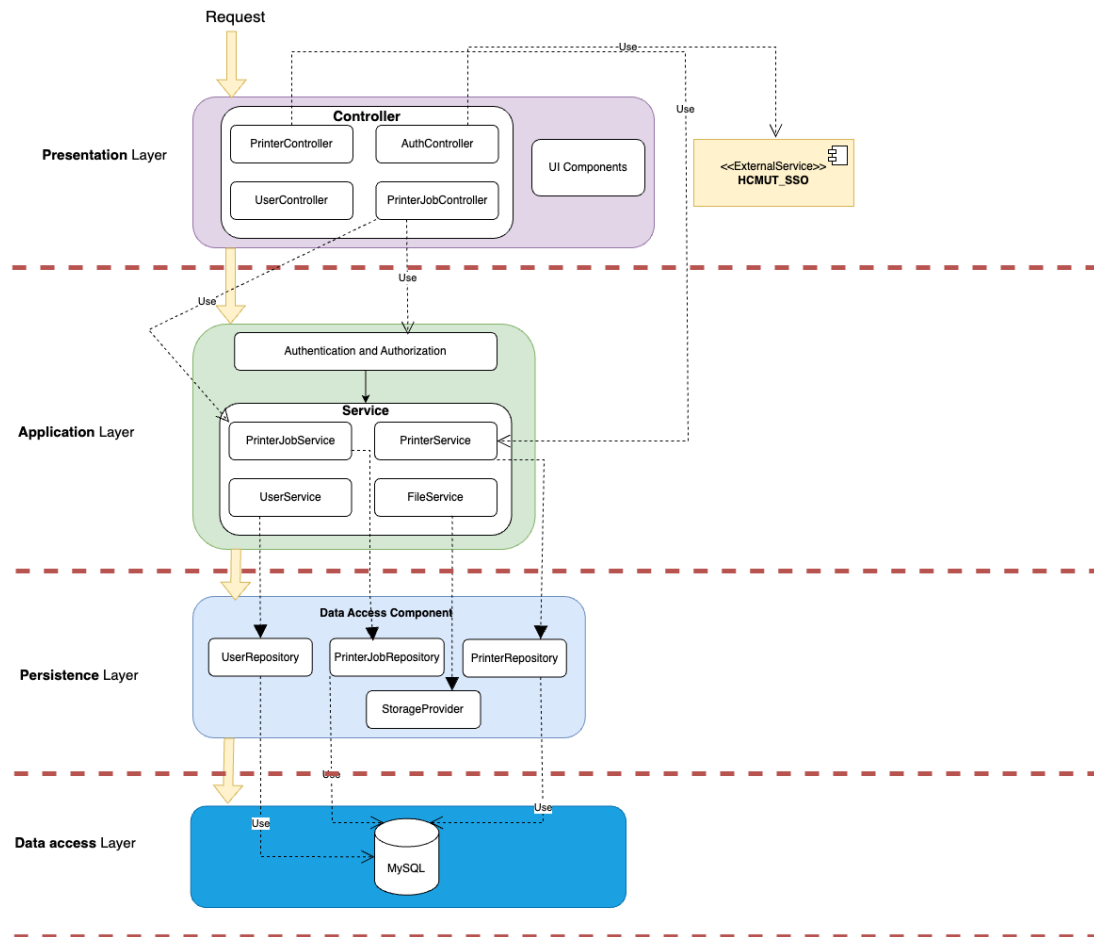 Request
Use
Use
Controller
PrinterController
AuthController
UI Components
Presentation Layer
<<ExternalService>>
HCMUT_SSO
UserController
PrinterJobController
Use
Use
Authentication and Authorization
Service
Application Layer
PrinterJobService
PrinterService
UserService
FileService
Data Access Component
UserRepository
PrinterJobRepository
PrinterRepository
Persistence Layer
StorageProvider
Use
Use
Use
Data access Layer
MySQL